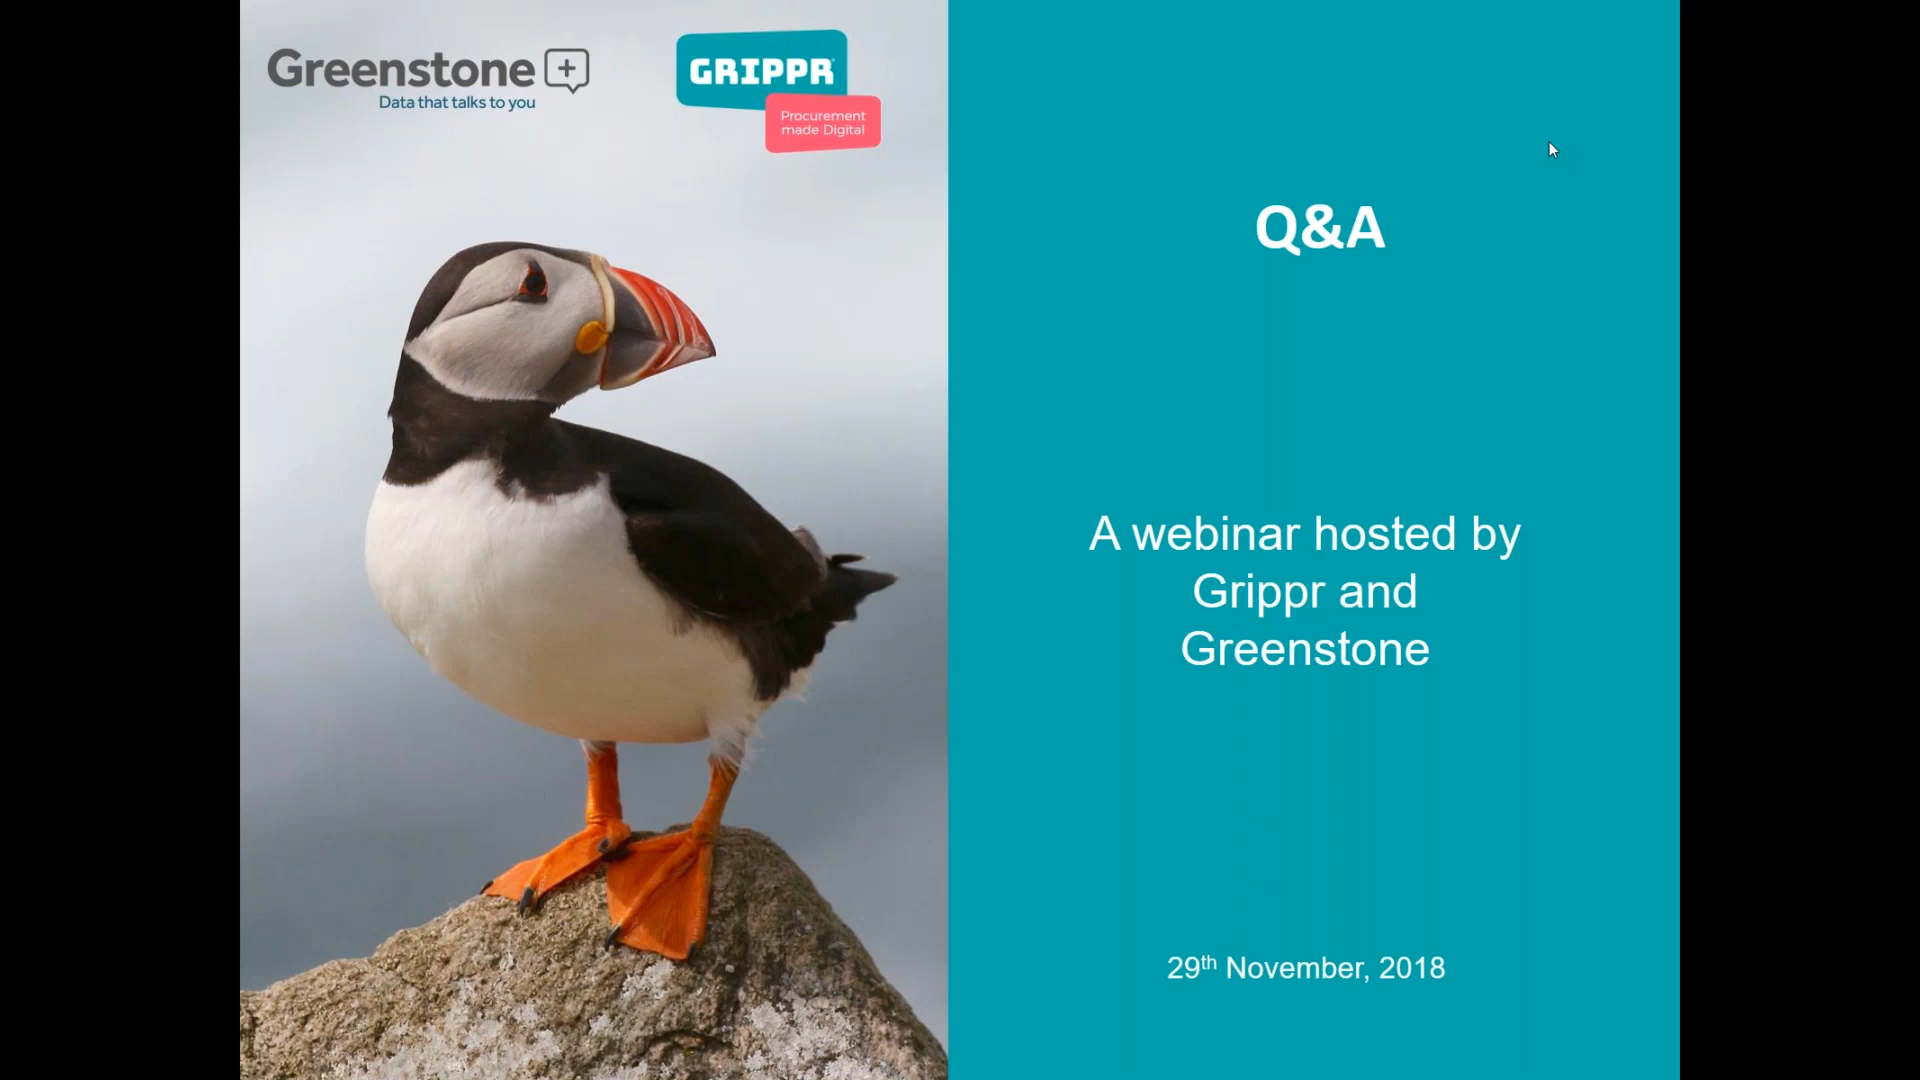 Greenstone +
Data that talks to you
GRIPPR
Procurement
made Digital
Q&A
A webinar hosted by
Grippr and
Greenstone
29th November, 2018